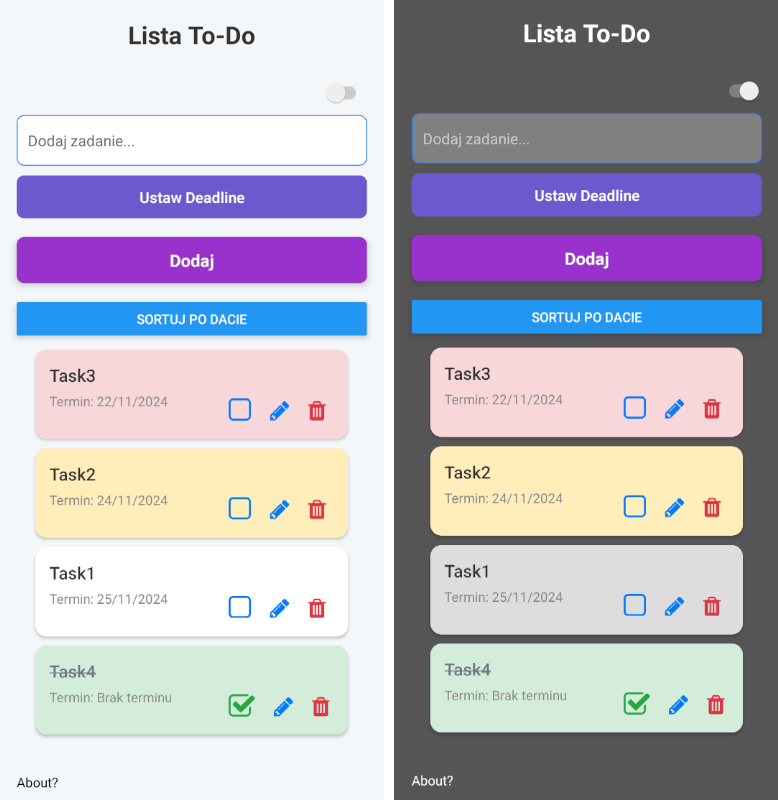 Lista To-Do
Dodaj zadanie...
Ustaw Deadline
Dodaj
SORTUJ PO DACIE
Task3
Termin: 22/11/2024
Task2
Termin: 24/11/2024
Task1
Termin: 25/11/2024
Task4
Termin: Brak terminu
About?
Lista To-Do
Dodaj zadanie...
Ustaw Deadline
Dodaj
SORTUJ PO DACIE
Task3
Termin: 22/11/2024
Task2
Termin: 24/11/2024
Task1
Termin: 25/11/2024
Task4
Termin: Brak terminu
About?